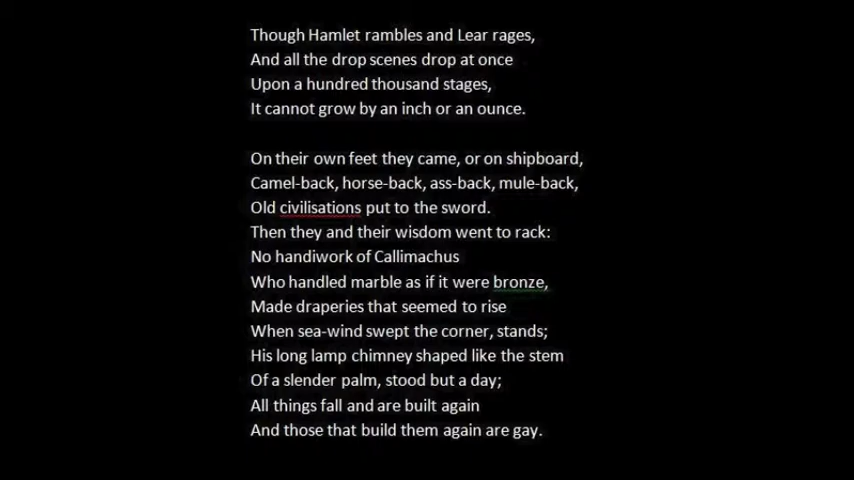 Though Hamlet rambles and Lear rages,
And all the drop scenes drop at once
Upon a hundred thousand stages,
It cannot grow by an inch or an ounce.
On their own feet they came, or on shipboard,
Camel-back, horse-back, ass-back, mule-back,
Old civilisations put to the sword.
Then they and their wisdom went to rack:
No handiwork of Callimachus
Who handled marble as if it were bronze,
Made draperies that seemed to rise
When sea-wind swept the corner, stands;
His long lamp chimney shaped like the stem
Of a slender palm, stood but a day;
All things fall and are built again
And those that build them again are gay.